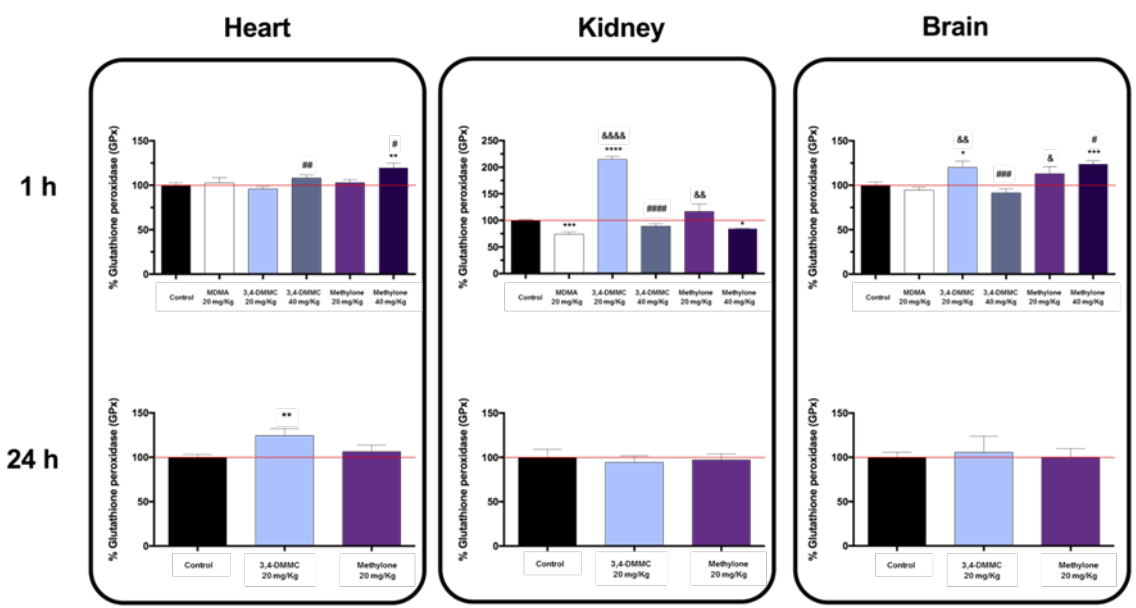 Heart
Kidney
Brain
1 h
% Glutathione peroxidase (GPx)
150
100
50
0
##
#
**
Control
MDMA
20 mg/Kg
3,4-DMMC
20 mg/Kg
3,4-DMMC
40 mg/Kg
Methylone
20 mg/Kg
Methylone
40 mg/Kg
% Glutathione peroxidase (GPx)
250
200
150
100
50
0
***
&&&&
****
####
&&
*
Control
MDMA
20 mg/Kg
3,4-DMMC
20 mg/Kg
3,4-DMMC
40 mg/Kg
Methylone
20 mg/Kg
Methylone
40 mg/Kg
% Glutathione peroxidase (GPx)
150
100
50
0
&&
*
###
&
#
***
Control
MDMA
20 mg/Kg
3,4-DMMC
20 mg/Kg
3,4-DMMC
40 mg/Kg
Methylone
20 mg/Kg
Methylone
40 mg/Kg
24 h
% Glutathione peroxidase (GPx)
150
100
50
0
**
Control
3,4-DMMC
20 mg/Kg
Methylone
20 mg/Kg
% Glutathione peroxidase (GPx)
150
100
50
0
Control
3,4-DMMC
20 mg/Kg
Methylone
20 mg/Kg
% Glutathione peroxidase (GPx)
150
100
50
0
Control
3,4-DMMC
20 mg/Kg
Methylone
20 mg/Kg